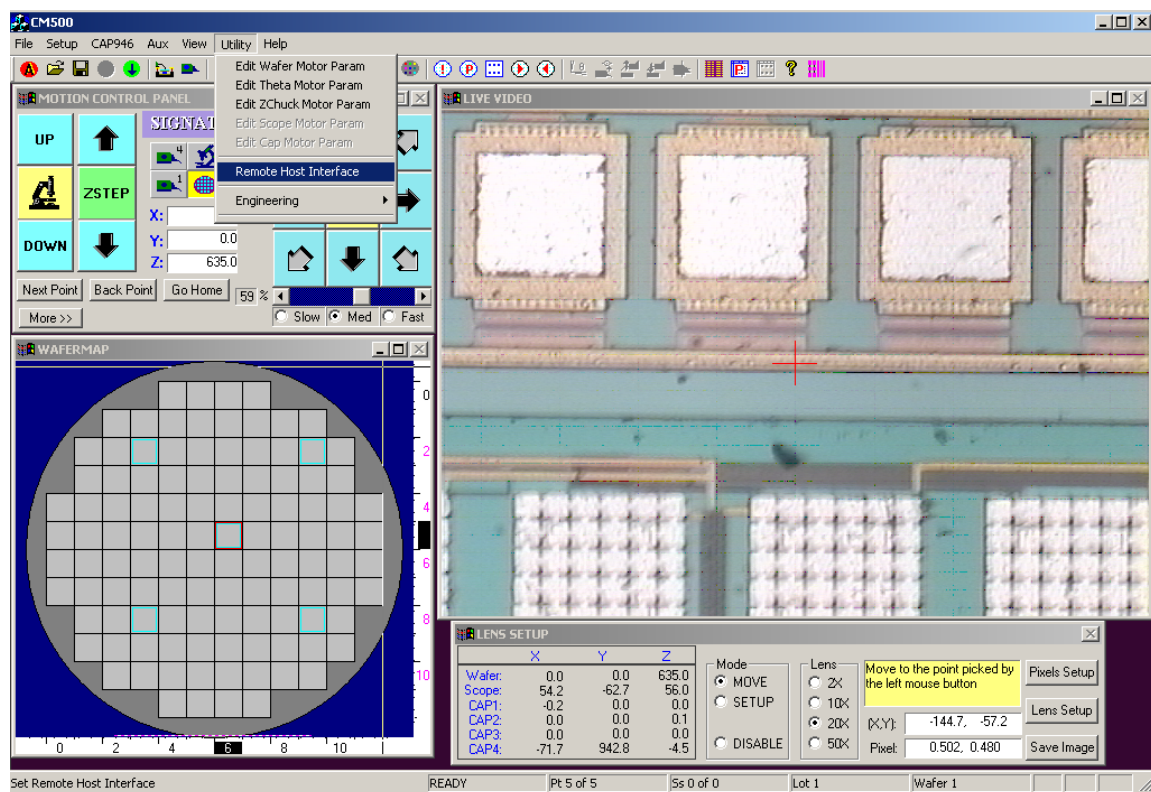 CM500
File Setup CAP946 Aux View Utility Help
Edit Wafer Motor Param
Edit Theta Motor Param
Edit ZChuck Motor Param
Edit Scope Motor Param
Edit Cap Motor Param
Remote Host Interface
Engineering
MOTION CONTROL PANEL
SIGNAT
UP
ZSTEP
DOWN
4
1
X:
Y: 0.0
Z: 635.0
Next Point Back Point Go Home 59 %
More >> Slow Med Fast
LIVE VIDEO
WAFERMAP
0
2
4
6
8
10
0 2 4 6 8 10
LENS SETUP
X Y Z
Wafer: 0.0 0.0 635.0
Scope: 54.2 -62.7 56.0
CAP1: -0.2 0.0 0.0
CAP2: 0.0 0.0 0.1
CAP3: 0.0 0.0 0.0
CAP4: -71.7 942.8 -4.5
Mode
MOVE
SETUP
DISABLE
Lens
2X
10X
20X
50X
Move to the point picked by
the left mouse button
(X,Y): -144.7, -57.2
Pixel: 0.502, 0.480
Pixels Setup
Lens Setup
Save Image
Set Remote Host Interface READY Pt 5 of 5 Ss 0 of 0 Lot 1 Wafer 1